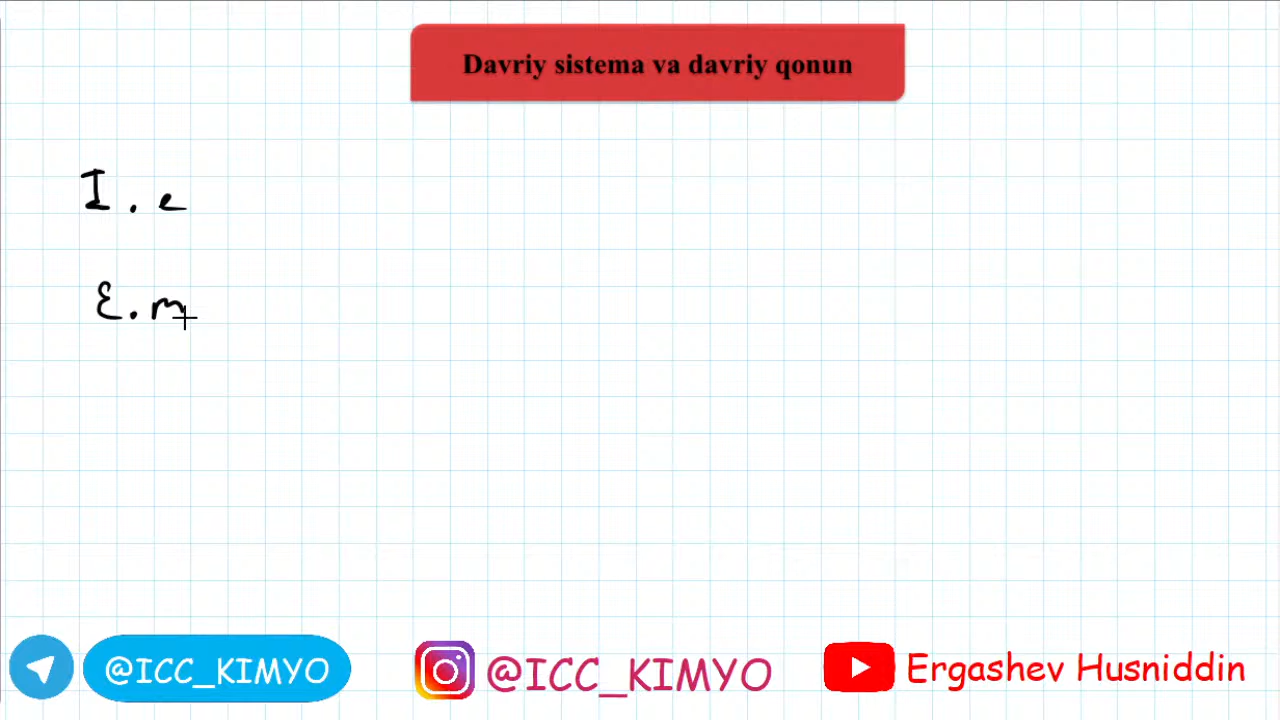 Davriy sistema va davriy qonun
I. e
E. m
@ICC_KIMYO
@ICC_KIMYO
Ergashev Husniddin